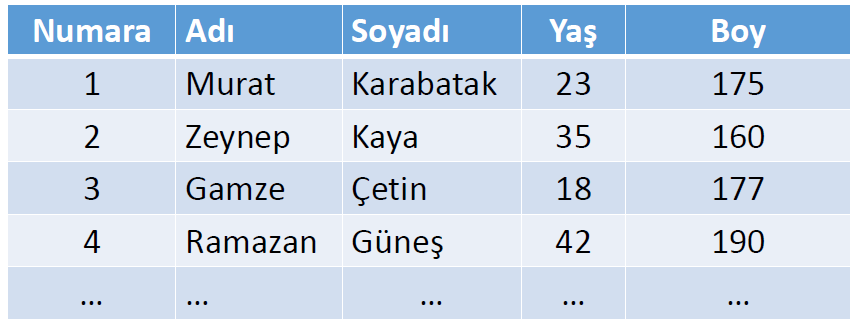 Numara Adı Soyadı Yaş Boy
1 Murat Karabatak 23 175
2 Zeynep Kaya 35 160
3 Gamze Çetin 18 177
4 Ramazan Güneş 42 190
... ... ... ... ...